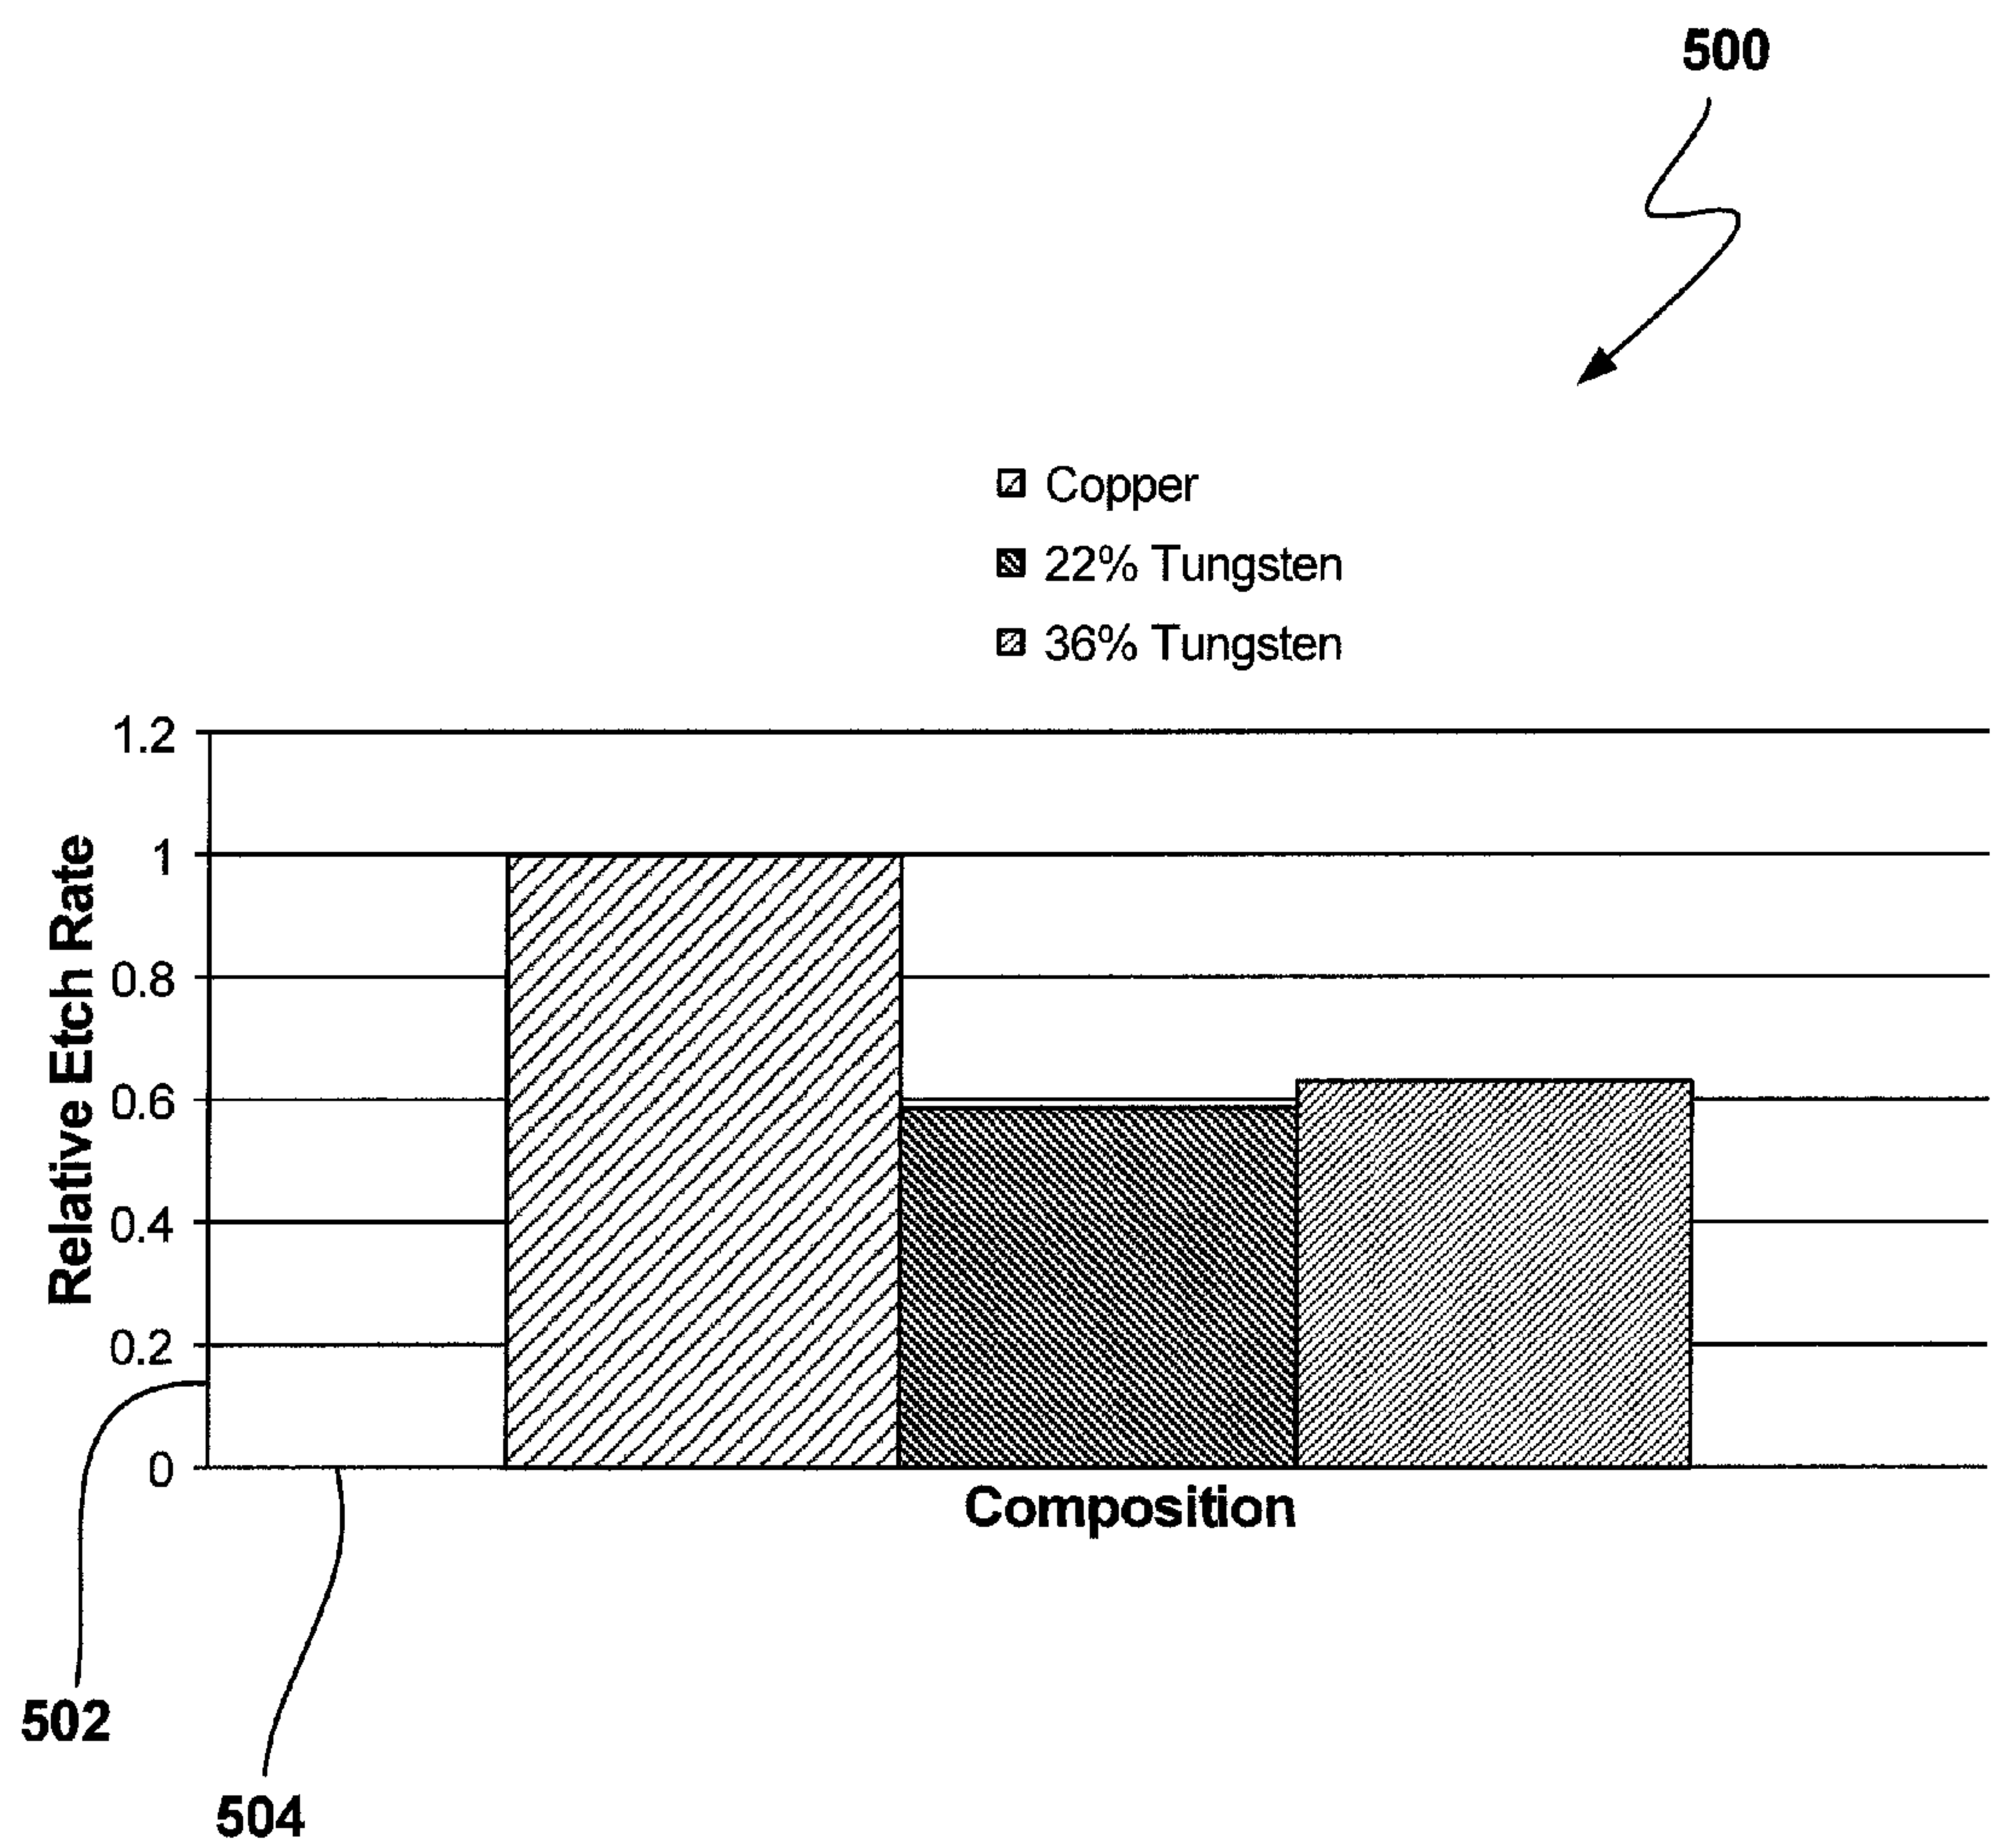 500
Copper
22% Tungsten
36% Tungsten
1.2
1
0.8
0.6
0.4
0.2
0
Relative Etch Rate
Composition
502
504